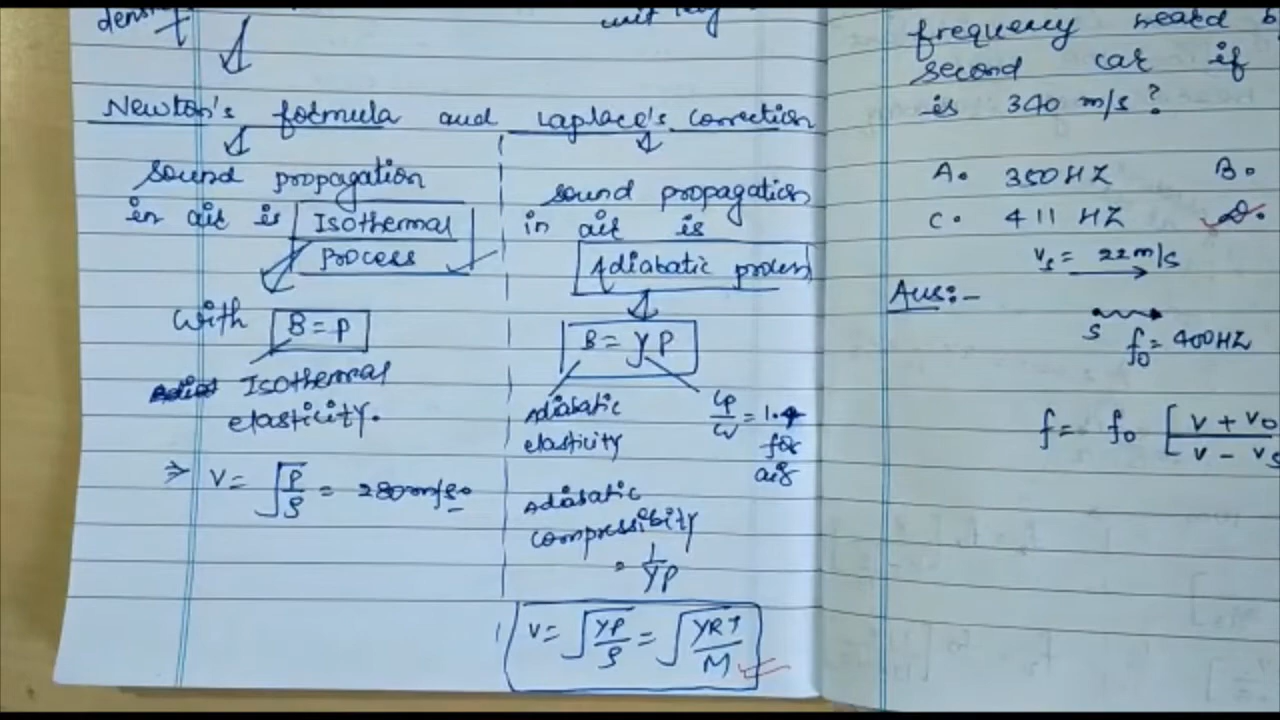 unit
Newton's formula and Laplace's correction
Sound propagation
in air is Isothermal
process
with B = P
Isothermal
elasticity.
⇒ V = √(P/ρ) = 280 m/s.
sound propagation
in air is
Adiabatic process
B = γP
Adiabatic
elasticity
Cp/Cv = 1.4
for
air
Adiabatic
compressibity
= 1/γP
V = √(γP/ρ) = √(γRT/M)
frequency heard
second car if
is 340 m/s ?
A. 350 HZ B.
C. 411 HZ D.
Vs = 22 m/s
Ans:-
S
f₀ = 400 HZ
f = f₀ [ V + V₀ / V - Vs